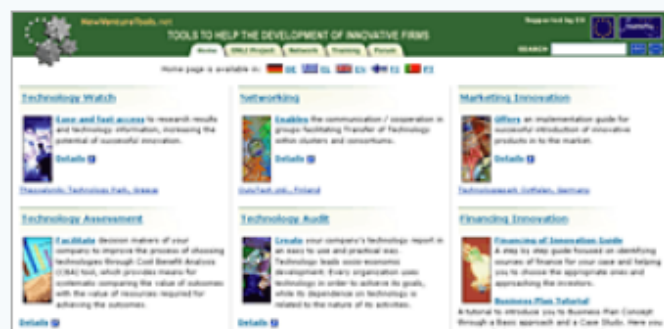 NewVentureTools.net
Supported by EU
TOOLS TO HELP THE DEVELOPMENT OF INNOVATIVE FIRMS
Home
Project
Network
Training
Forum
SEARCH
Home page is available in: DE EL EN FI PT
Technology Watch
Easy and fast access to research results
and technology information, increasing the
potential of successful innovation.
Details
Thessaloniki Technology Park, Greece
Networking
Enables the communication / cooperation in
groups facilitating Transfer of Technology
within clusters and consortiums.
Details
Finland
Marketing Innovation
Offers an implementation guide for
successful introduction of innovative
products in to the market.
Details
Germany
Technology Assessment
Facilitate decision makers of your
company to improve the process of choosing
technologies through Cost Benefit Analysis
(CBA) tool, which provides means for
systematic comparing the value of outcomes
with the value of resources required for
achieving the outcomes.
Details
Technology Audit
Create your company's technology report in
an easy to use and practical way.
Technology leads socio-economic
development. Every organization uses
technology in order to achieve its goals,
while its dependence on technology is
related to the nature of its activities.
Details
Financing Innovation
Financing of Innovation Guide
A step by step guide focused on identifying
sources of finance for your case and helping
you to choose the appropriate ones and
approaching the investors.
Business Plan Tutorial
A tutorial to introduce you to Business Plan Concept
through a Basic approach and a Case Study. Here you